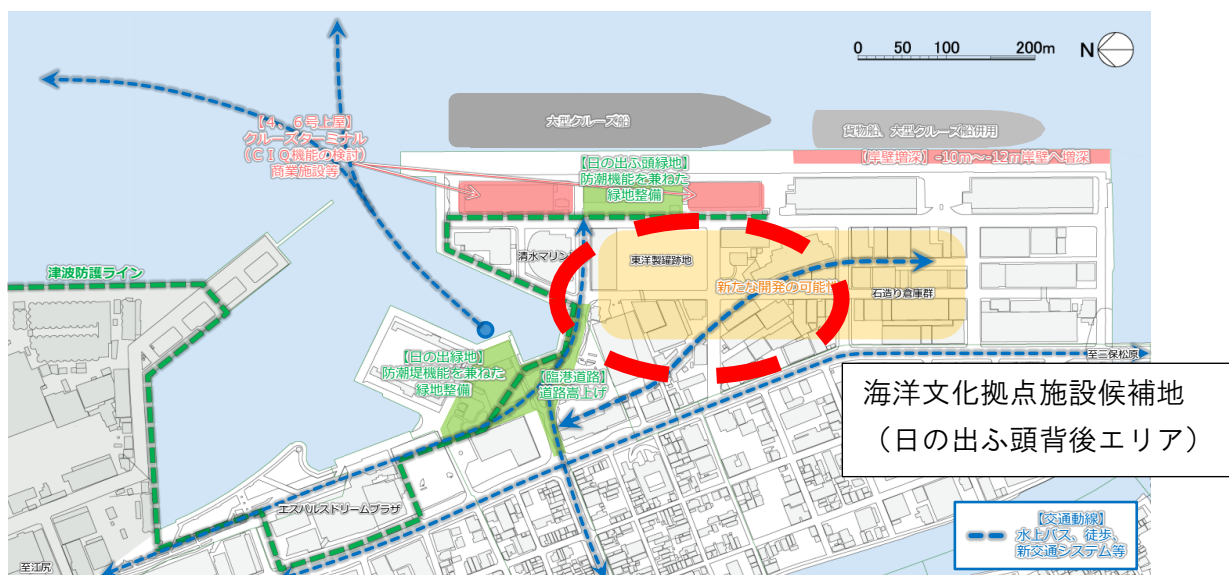 0 50 100 200m
N
大型クルーズ船
貨物船、大型クルーズ船併用
【4、6号上屋】
クルーズターミナル
（ＣＩＱ機能の検討）
商業施設等
【日の出ふ頭緑地】
防潮機能を兼ねた
緑地整備
【岸壁増深】-10m～-12m岸壁へ増深
津波防護ライン
清水マリン
東洋製罐跡地
新たな開発の可能性
石造り倉庫群
【日の出緑地】
防潮堤機能を兼ねた
緑地整備
【臨港道路】
道路嵩上げ
至三保松原
海洋文化拠点施設候補地
（日の出ふ頭背後エリア）
エスパルスドリームプラザ
至江尻
【交通動線】
水上バス、徒歩、
新交通システム等